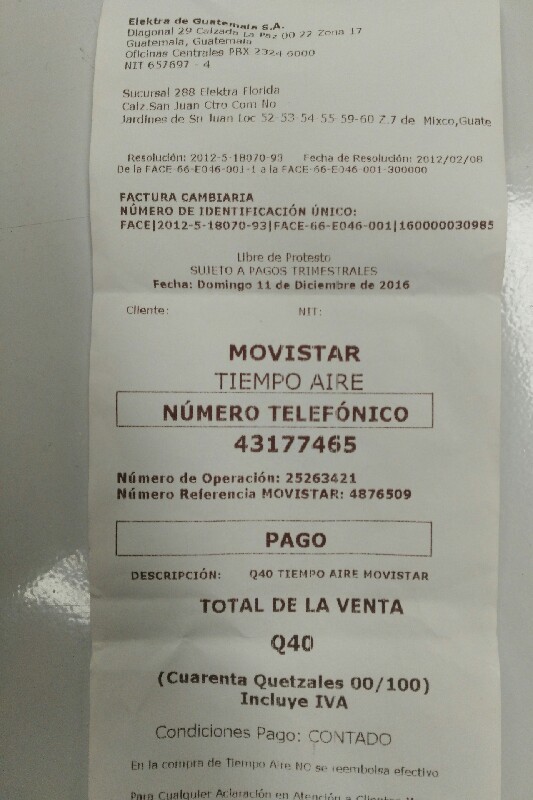 Elektra de Guatemala S.A.
Diagonal 29 Calzada La Paz 00 22 Zona 17
Guatemala, Guatemala
Oficinas Centrales PBX 2324 6000
NIT 657697 - 4
Sucursal 288 Elektra Florida
Calz.San Juan Ctro Com No
Jardines de Sn Juan Loc 52-53-54-55-59-60 Z.7 de Mixco,Guate
Resolución: 2012-5-18070-93 Fecha de Resolución: 2012/02/08
De la FACE-66-E046-001-1 a la FACE-66-E046-001-300000
FACTURA CAMBIARIA
NÚMERO DE IDENTIFICACIÓN ÚNICO:
FACE|2012-5-18070-93|FACE-66-E046-001|160000030985
Libre de Protesto
SUJETO A PAGOS TRIMESTRALES
Fecha: Domingo 11 de Diciembre de 2016
Cliente: NIT:
MOVISTAR
TIEMPO AIRE
NÚMERO TELEFÓNICO
43177465
Número de Operación: 25263421
Número Referencia MOVISTAR: 4876509
PAGO
DESCRIPCIÓN: Q40 TIEMPO AIRE MOVISTAR
TOTAL DE LA VENTA
Q40
(Cuarenta Quetzales 00/100)
Incluye IVA
Condiciones Pago: CONTADO
En la compra de Tiempo Aire NO se reembolsa efectivo
Para Cualquier Aclaración en Atención a Clientes